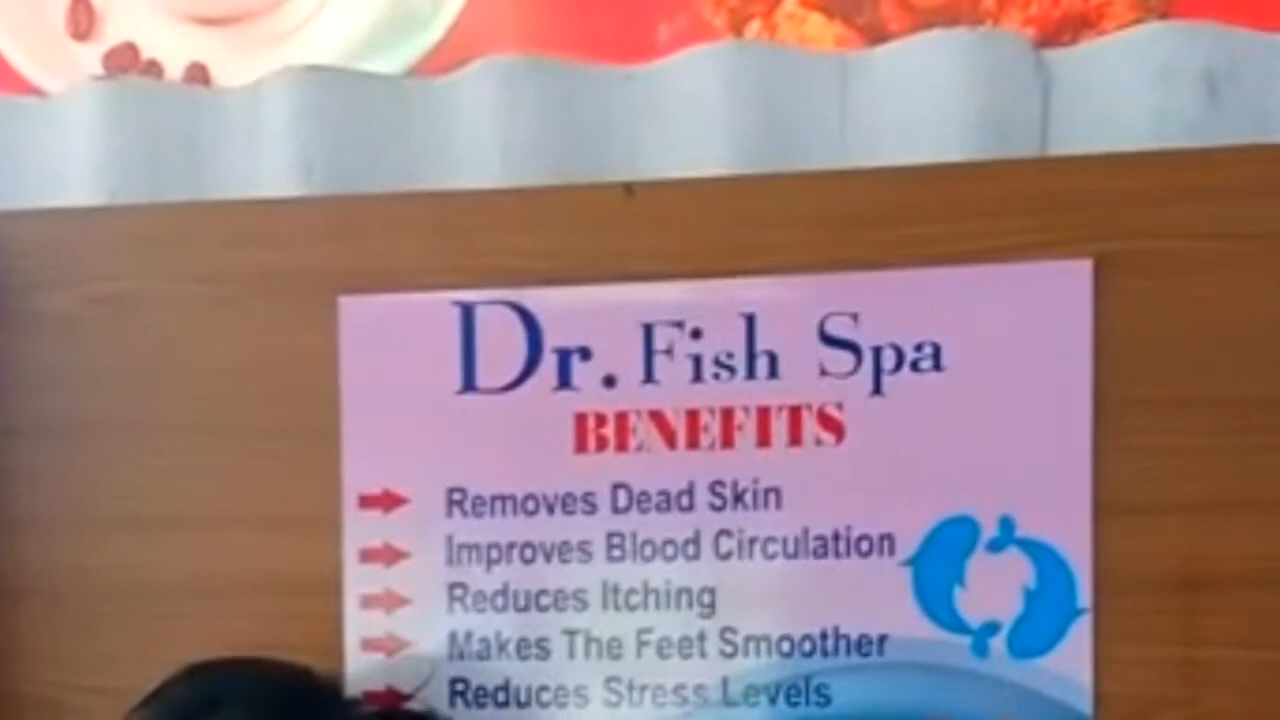 Dr. Fish Spa
BENEFITS
Removes Dead Skin
Improves Blood Circulation
Reduces Itching
Makes The Feet Smoother
Reduces Stress Levels